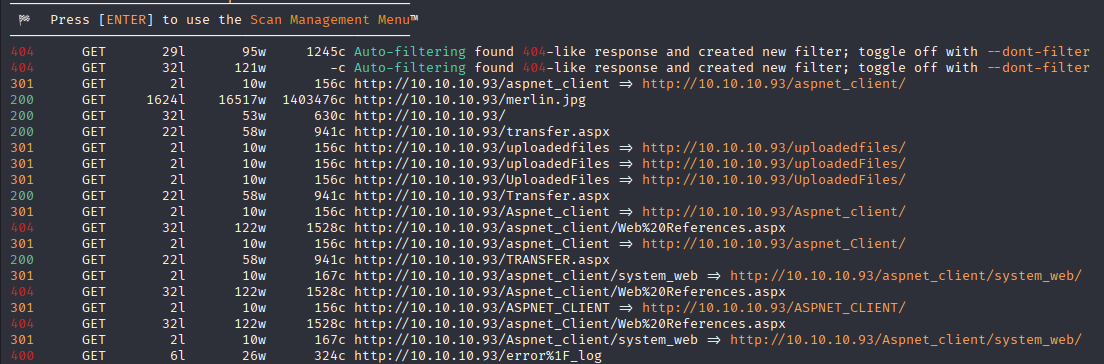 🏁 Press [ENTER] to use the Scan Management Menu™
404 GET 29l 95w 1245c Auto-filtering found 404-like response and created new filter; toggle off with --dont-filter
404 GET 32l 121w -c Auto-filtering found 404-like response and created new filter; toggle off with --dont-filter
301 GET 2l 10w 156c http://10.10.10.93/aspnet_client => http://10.10.10.93/aspnet_client/
200 GET 1624l 16517w 1403476c http://10.10.10.93/merlin.jpg
200 GET 32l 53w 630c http://10.10.10.93/
200 GET 22l 58w 941c http://10.10.10.93/transfer.aspx
301 GET 2l 10w 156c http://10.10.10.93/uploadedfiles => http://10.10.10.93/uploadedfiles/
301 GET 2l 10w 156c http://10.10.10.93/uploadedFiles => http://10.10.10.93/uploadedFiles/
301 GET 2l 10w 156c http://10.10.10.93/UploadedFiles => http://10.10.10.93/UploadedFiles/
200 GET 22l 58w 941c http://10.10.10.93/Transfer.aspx
301 GET 2l 10w 156c http://10.10.10.93/Aspnet_client => http://10.10.10.93/Aspnet_client/
404 GET 32l 122w 1528c http://10.10.10.93/aspnet_client/Web%20References.aspx
301 GET 2l 10w 156c http://10.10.10.93/aspnet_Client => http://10.10.10.93/aspnet_Client/
200 GET 22l 58w 941c http://10.10.10.93/TRANSFER.aspx
301 GET 2l 10w 167c http://10.10.10.93/aspnet_client/system_web => http://10.10.10.93/aspnet_client/system_web/
404 GET 32l 122w 1528c http://10.10.10.93/Aspnet_client/Web%20References.aspx
301 GET 2l 10w 156c http://10.10.10.93/ASPNET_CLIENT => http://10.10.10.93/ASPNET_CLIENT/
404 GET 32l 122w 1528c http://10.10.10.93/aspnet_Client/Web%20References.aspx
301 GET 2l 10w 167c http://10.10.10.93/Aspnet_client/system_web => http://10.10.10.93/Aspnet_client/system_web/
400 GET 6l 26w 324c http://10.10.10.93/error%1F_log